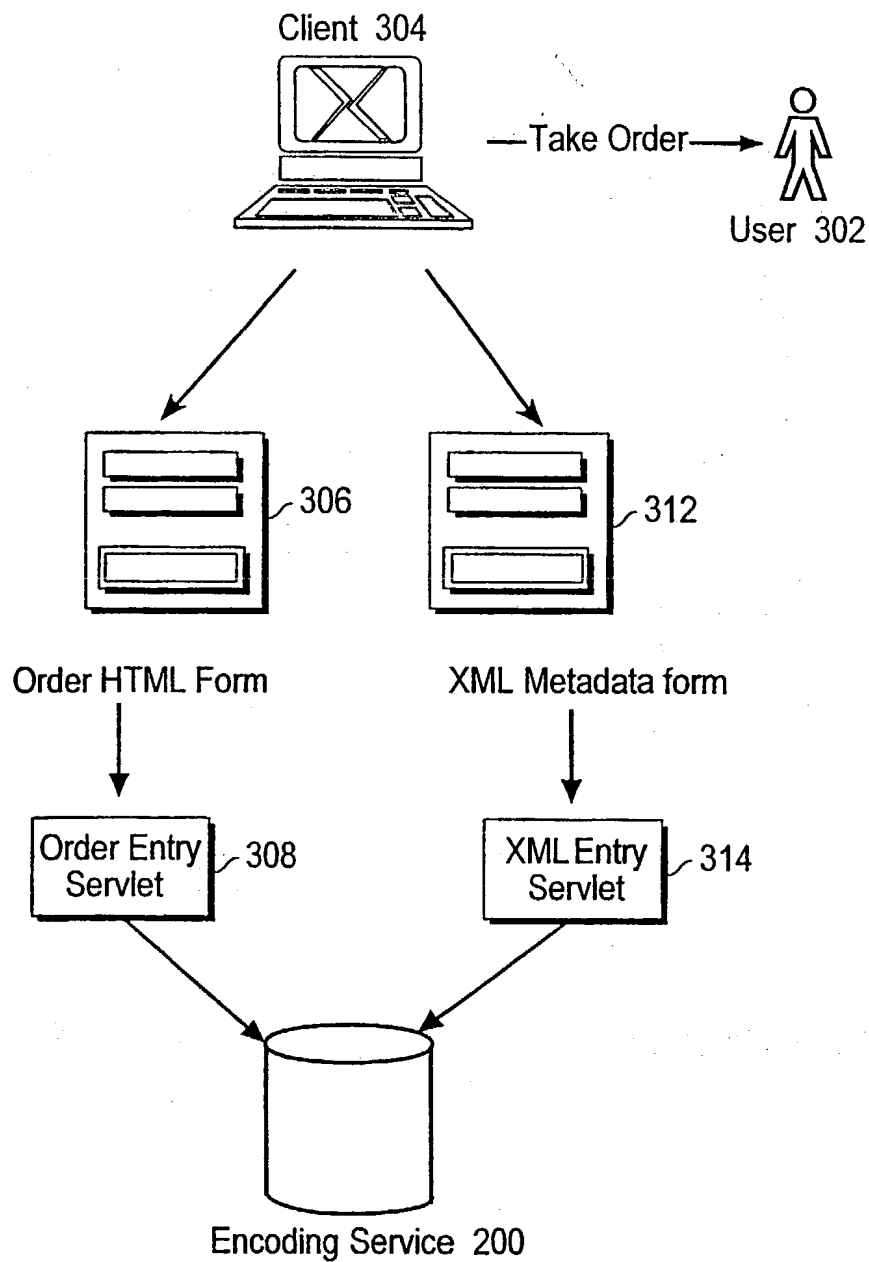 Client 304
Take Order
User 302
306
312
Order HTML Form
XML Metadata form
Order Entry
Servlet
308
XML Entry
Servlet
314
Encoding Service 200